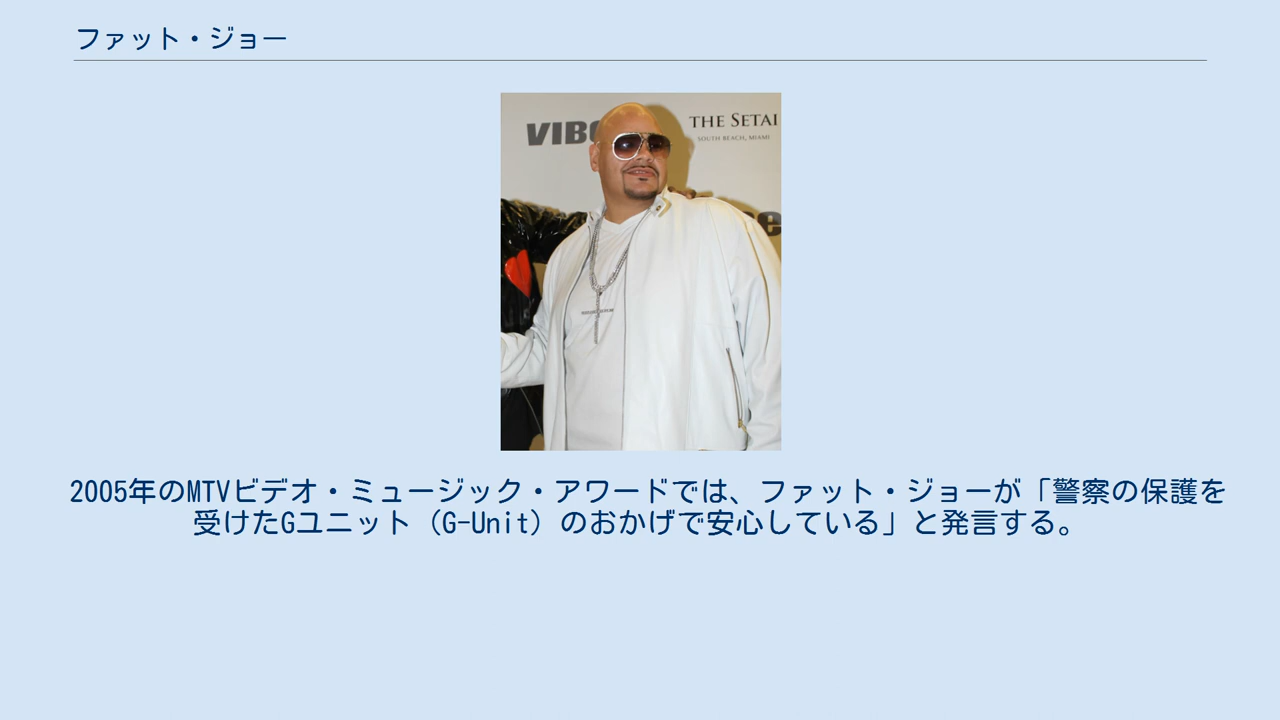 ファット・ジョー
VIB
THE SETAI
SOUTH BEACH, MIAMI
2005年のMTVビデオ・ミュージック・アワードでは、ファット・ジョーが「警察の保護を
受けたGユニット（G-Unit）のおかげで安心している」と発言する。